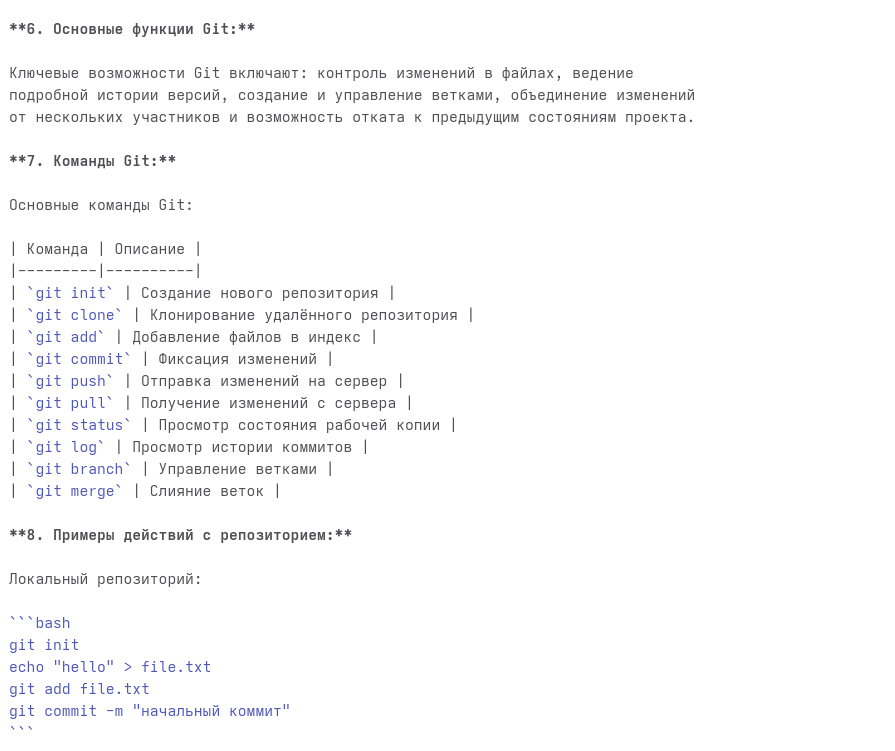 **6. Основные функции Git:**
Ключевые возможности Git включают: контроль изменений в файлах, ведение
подробной истории версий, создание и управление ветками, объединение изменений
от нескольких участников и возможность отката к предыдущим состояниям проекта.
**7. Команды Git:**
Основные команды Git:
| Команда | Описание |
|---------|----------|
| `git init` | Создание нового репозитория |
| `git clone` | Клонирование удалённого репозитория |
| `git add` | Добавление файлов в индекс |
| `git commit` | Фиксация изменений |
| `git push` | Отправка изменений на сервер |
| `git pull` | Получение изменений с сервера |
| `git status` | Просмотр состояния рабочей копии |
| `git log` | Просмотр истории коммитов |
| `git branch` | Управление ветками |
| `git merge` | Слияние веток |
**8. Примеры действий с репозиторием:**
Локальный репозиторий:
```bash
git init
echo "hello" > file.txt
git add file.txt
git commit -m "начальный коммит"
```